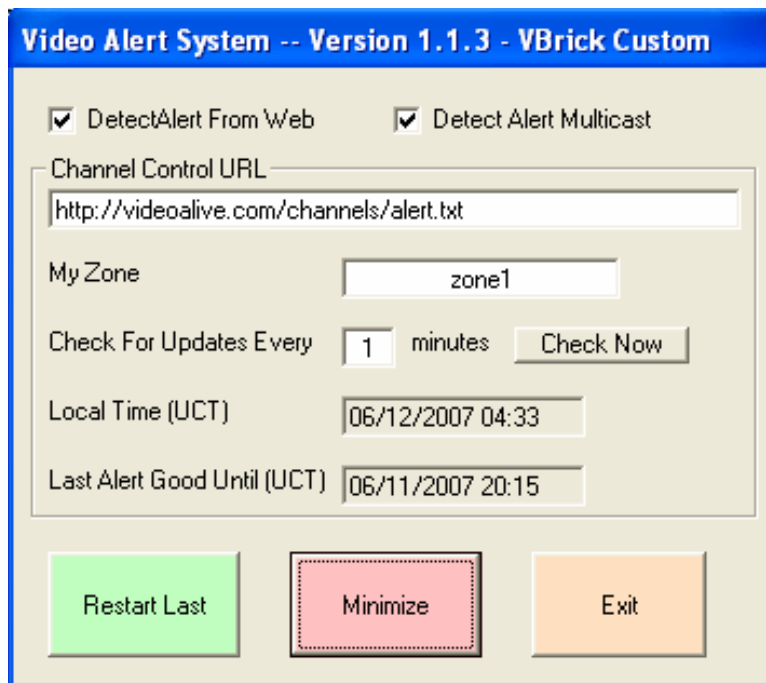 Video Alert System -- Version 1.1.3 - VBrick Custom
DetectAlert From Web Detect Alert Multicast
Channel Control URL
http://videoalive.com/channels/alert.txt
My Zone zone1
Check For Updates Every 1 minutes Check Now
Local Time (UCT) 06/12/2007 04:33
Last Alert Good Until (UCT) 06/11/2007 20:15
Restart Last Minimize Exit